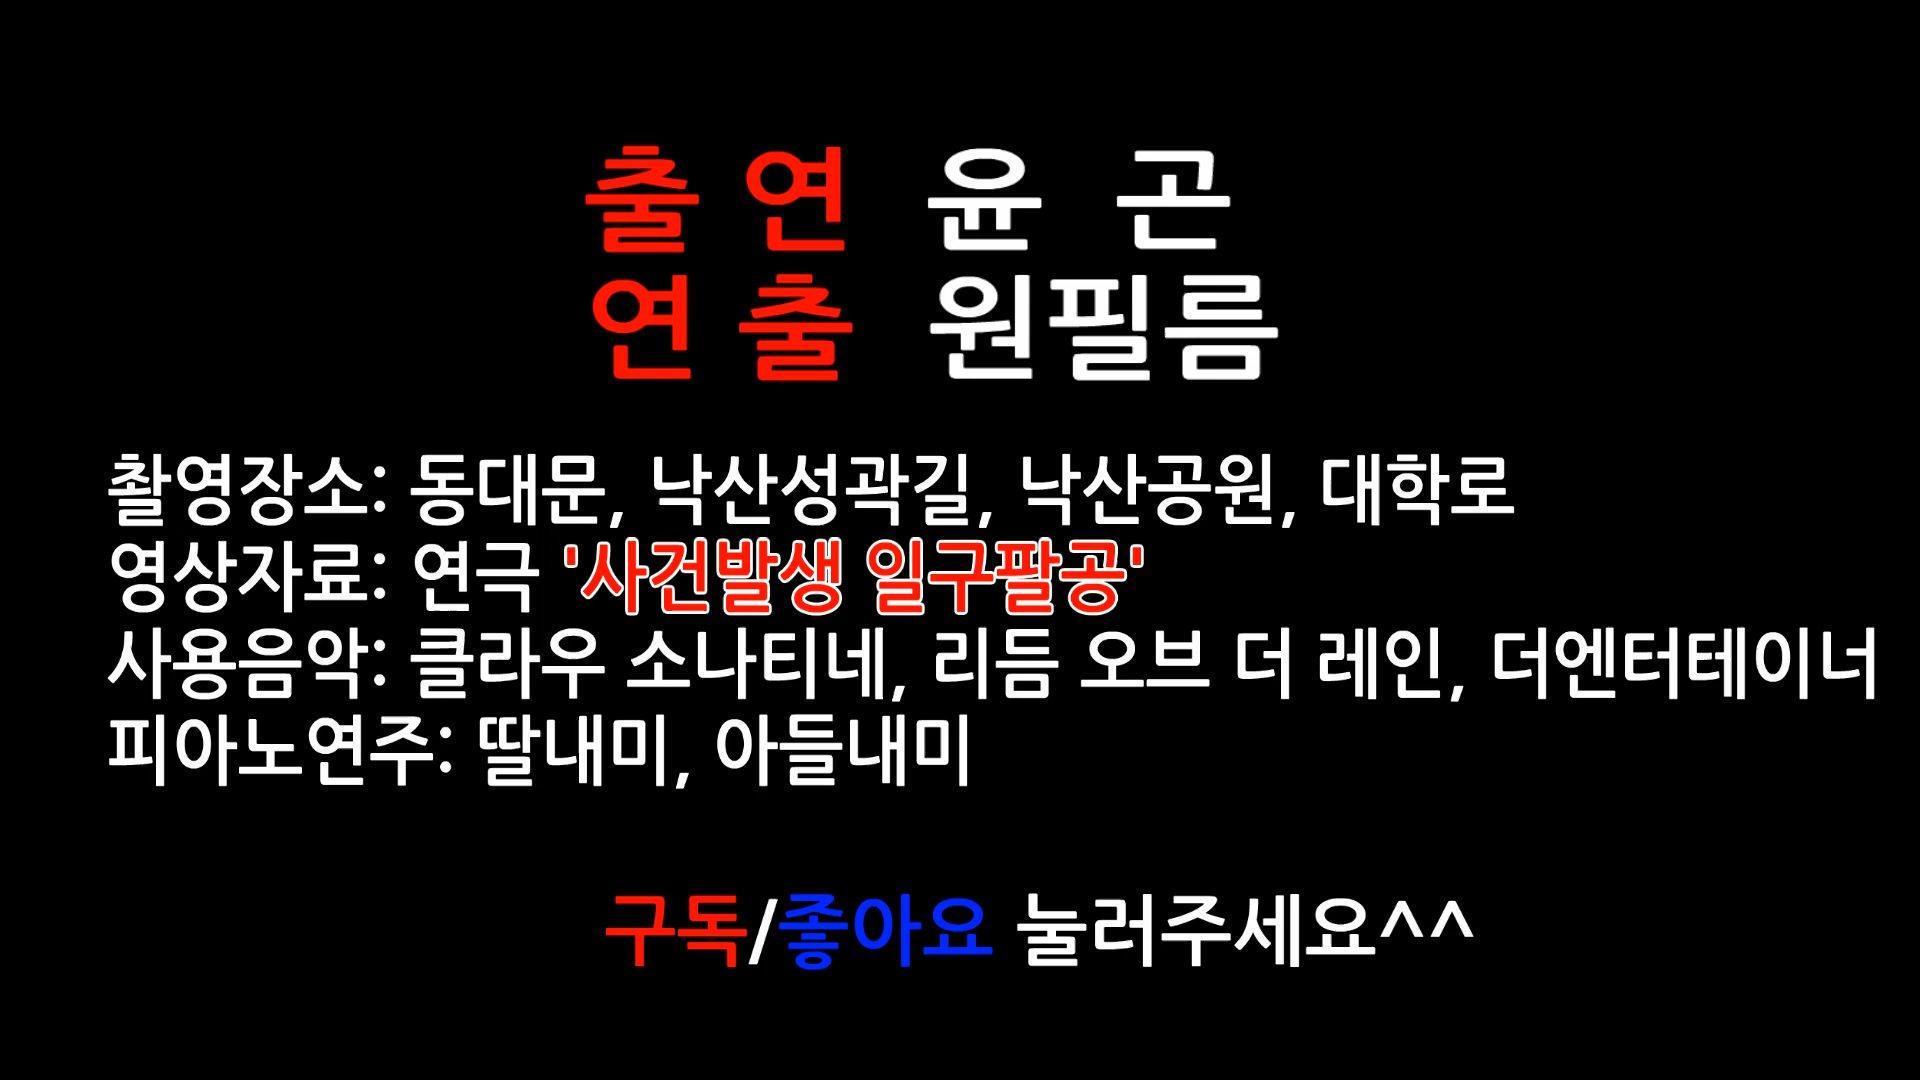 출 연 윤 곤
연 출 원필름
촬영장소: 동대문, 낙산성곽길, 낙산공원, 대학로
영상자료: 연극 '사건발생 일구팔공'
사용음악: 클라우 소나티네, 리듬 오브 더 레인, 더엔터테이너
피아노연주: 딸내미, 아들내미
구독/좋아요 눌러주세요^^